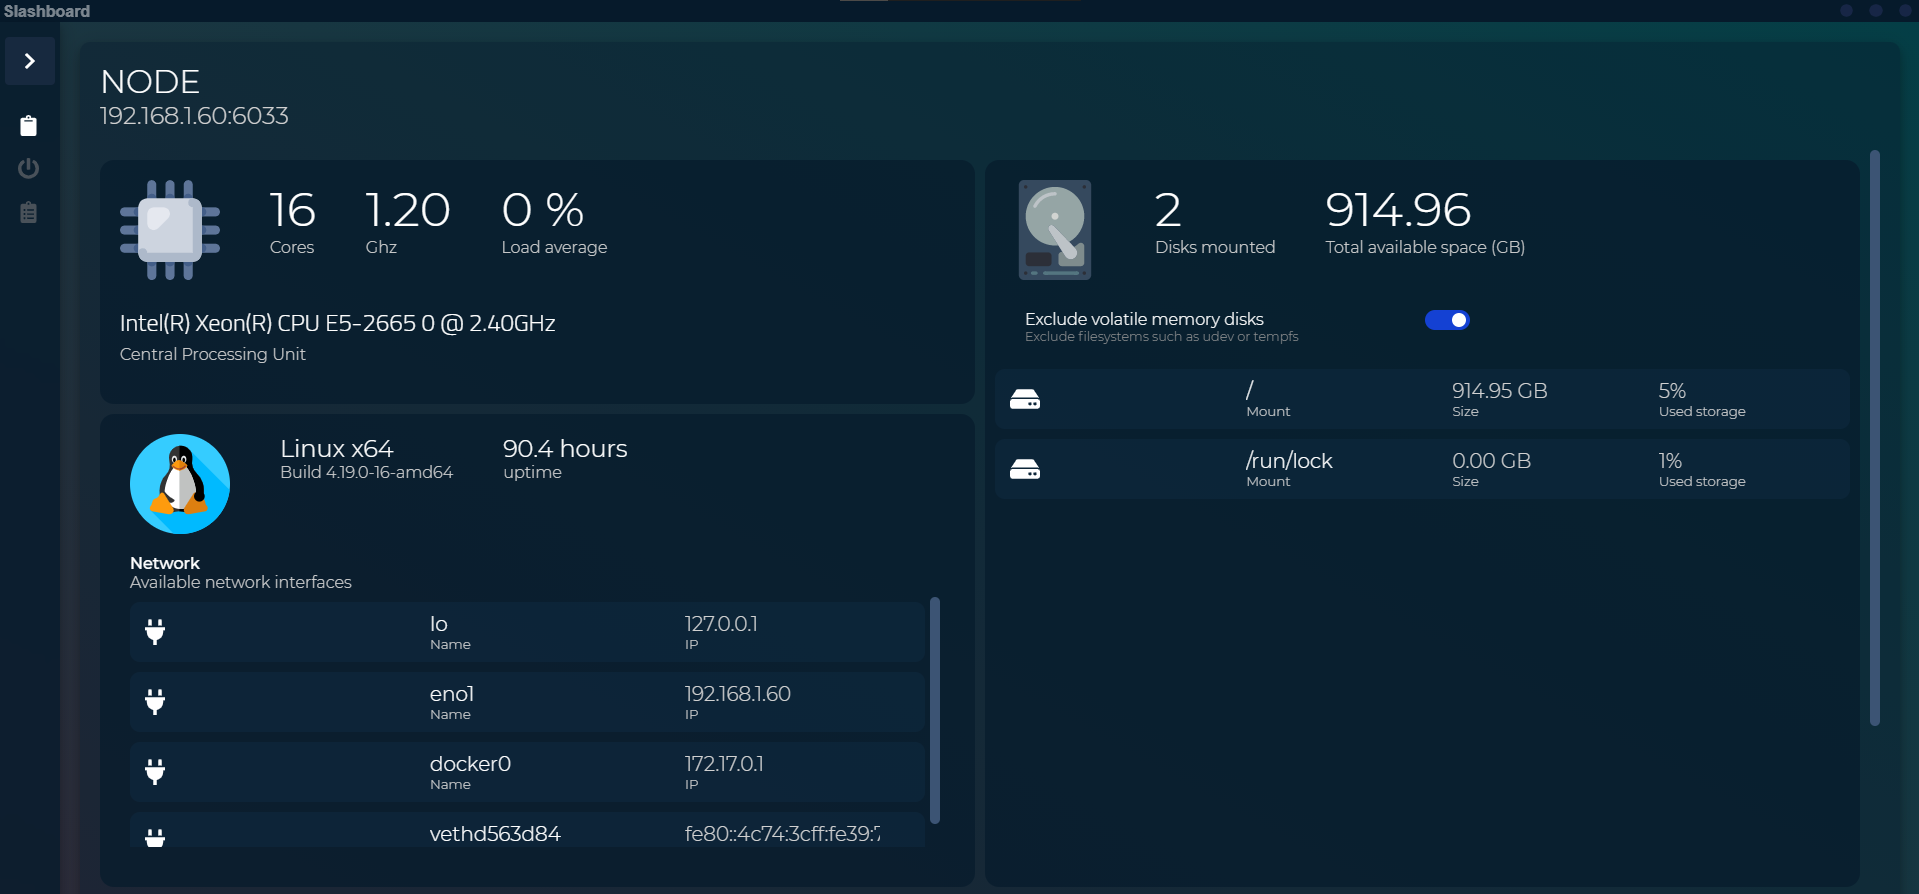 Slashboard
NODE
192.168.1.60:6033
16
Cores
1.20
Ghz
0 %
Load average
Intel(R) Xeon(R) CPU E5-2665 0 @ 2.40GHz
Central Processing Unit
Linux x64
Build 4.19.0-16-amd64
90.4 hours
uptime
Network
Available network interfaces
lo
Name
127.0.0.1
IP
eno1
Name
192.168.1.60
IP
docker0
Name
172.17.0.1
IP
vethd563d84
fe80::4c74:3cff:fe39:7
2
Disks mounted
914.96
Total available space (GB)
Exclude volatile memory disks
Exclude filesystems such as udev or tempfs
/
Mount
914.95 GB
Size
5%
Used storage
/run/lock
Mount
0.00 GB
Size
1%
Used storage